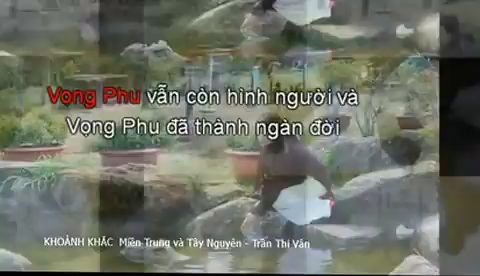 Vọng Phu vẫn còn hình người và
Vọng Phu đã thành ngàn đời
KHOẢNH KHẮC Miền Trung và Tây Nguyên - Trần Thị Vân